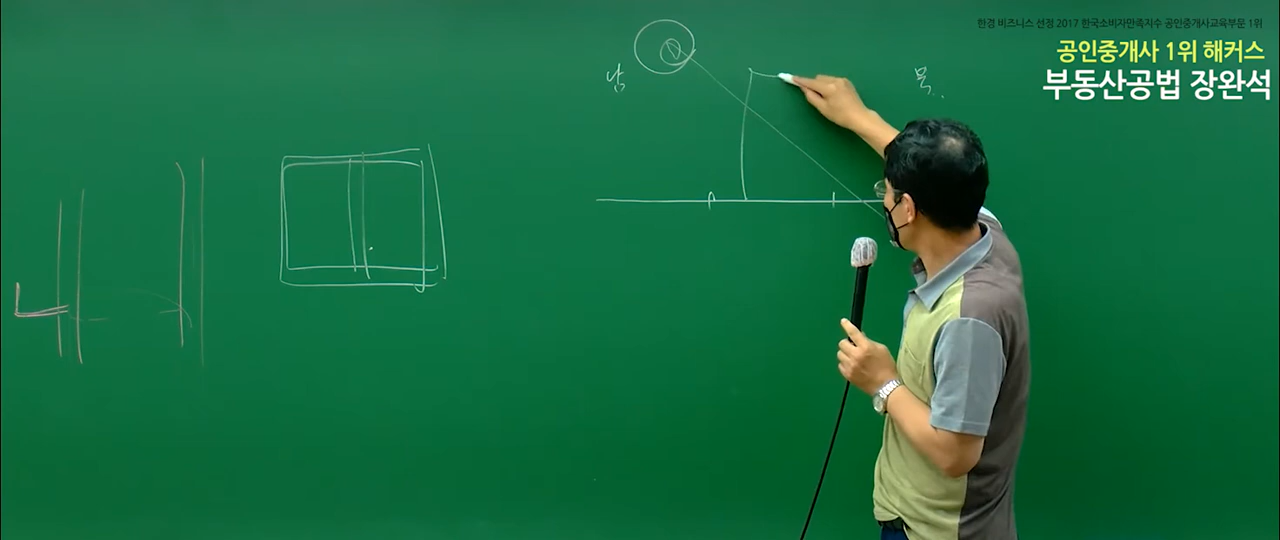 한경 비즈니스 선정 2017 한국소비자만족지수 공인중개사교육부문 1위
공인중개사 1위 해커스
부동산공법 장완석
남
북